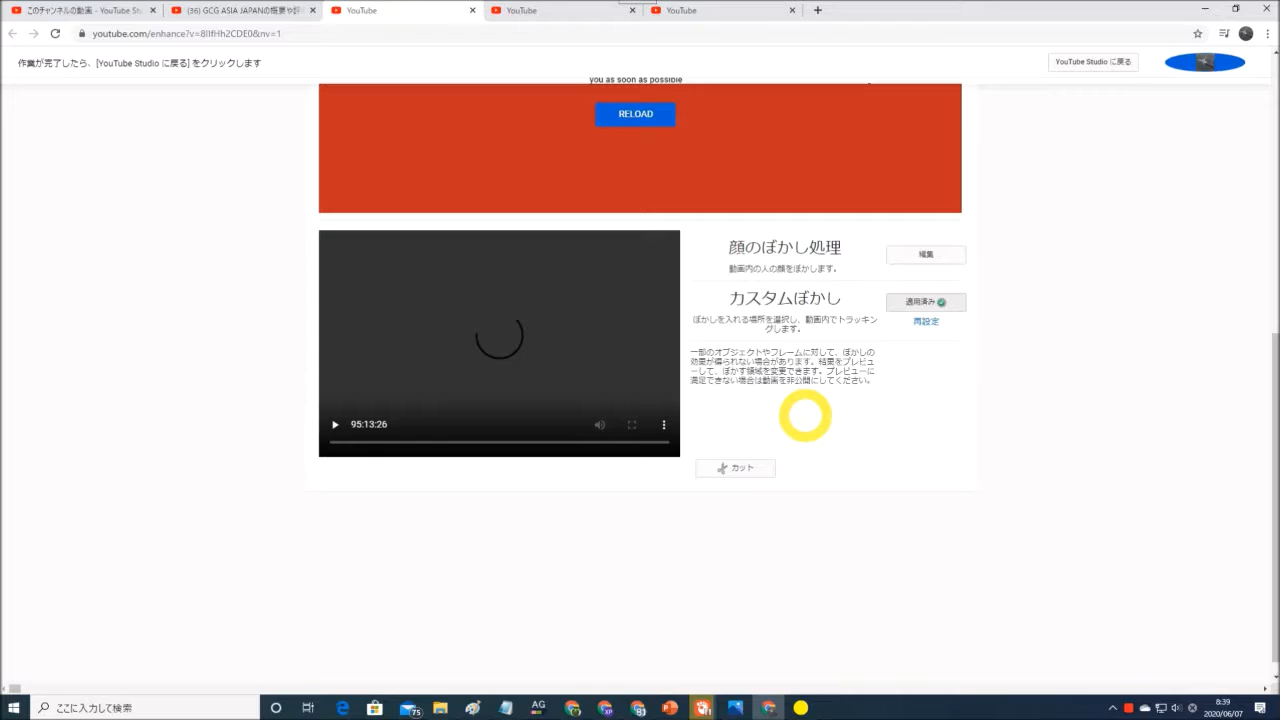 このチャンネルの動画 - YouTube St
(36) GCG ASIA JAPANの概要や評
YouTube
YouTube
YouTube
youtube.com/enhance?v=8IIfHh2CDE0&nv=1
作業が完了したら、[YouTube Studio に戻る] をクリックします
YouTube Studio に戻る
you as soon as possible
RELOAD
顔のぼかし処理
編集
動画内の人の顔をぼかします。
カスタムぼかし
適用済み
ぼかしを入れる場所を選択し、動画内でトラッキン
グします。
再設定
一部のオブジェクトやフレームに対して、ぼかしの
効果が得られない場合があります。結果をプレビュ
ーして、ぼかす領域を変更できます。プレビューに
満足できない場合は動画を非公開にしてください。
95:13:26
カット
ここに入力して検索
75
AG
XP
8:39
2020/06/07